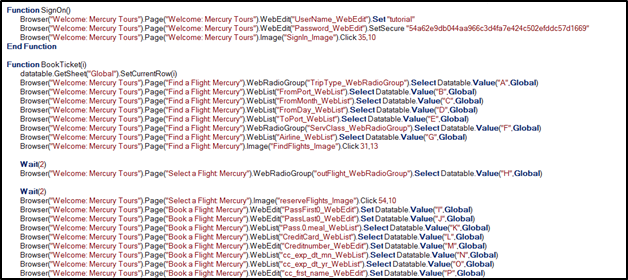 Function SignOn()
Browser("Welcome: Mercury Tours").Page("Welcome: Mercury Tours").WebEdit("UserName_WebEdit").Set "tutorial"
Browser("Welcome: Mercury Tours").Page("Welcome: Mercury Tours").WebEdit("Password_WebEdit").SetSecure "54a62e9db044aa966c3d4fa7e424c502efddc57d1669"
Browser("Welcome: Mercury Tours").Page("Welcome: Mercury Tours").Image("SignIn_Image").Click 35,10
End Function
Function BookTicket(i)
datatable.GetSheet("Global").SetCurrentRow(i)
Browser("Welcome: Mercury Tours").Page("Find a Flight Mercury").WebRadioGroup("TripType_WebRadioGroup").Select Datatable.Value("A",Global)
Browser("Welcome: Mercury Tours").Page("Find a Flight Mercury").WebList("FromPort_WebList").Select Datatable.Value("B",Global)
Browser("Welcome: Mercury Tours").Page("Find a Flight Mercury").WebList("FromMonth_WebList").Select Datatable.Value("C",Global)
Browser("Welcome: Mercury Tours").Page("Find a Flight Mercury").WebList("FromDay_WebList").Select Datatable.Value("D",Global)
Browser("Welcome: Mercury Tours").Page("Find a Flight Mercury").WebList("ToPort_WebList").Select Datatable.Value("E",Global)
Browser("Welcome: Mercury Tours").Page("Find a Flight Mercury").WebRadioGroup("ServClass_WebRadioGroup").Select Datatable.Value("F",Global)
Browser("Welcome: Mercury Tours").Page("Find a Flight Mercury").WebList("Airline_WebList").Select Datatable.Value("G",Global)
Browser("Welcome: Mercury Tours").Page("Find a Flight Mercury").Image("FindFlights_Image").Click 31,13
Wait(2)
Browser("Welcome: Mercury Tours").Page("Select a Flight Mercury").WebRadioGroup("outFlight_WebRadioGroup").Select Datatable.Value("H",Global)
Wait(2)
Browser("Welcome: Mercury Tours").Page("Select a Flight Mercury").Image("reserveFlights_Image").Click 54,10
Browser("Welcome: Mercury Tours").Page("Book a Flight Mercury").WebEdit("PassFirst0_WebEdit").Set Datatable.Value("I",Global)
Browser("Welcome: Mercury Tours").Page("Book a Flight Mercury").WebEdit("PassLast0_WebEdit").Set Datatable.Value("J",Global)
Browser("Welcome: Mercury Tours").Page("Book a Flight Mercury").WebList("Pass.0.meal_WebList").Select Datatable.Value("K",Global)
Browser("Welcome: Mercury Tours").Page("Book a Flight Mercury").WebList("CreditCard_WebList").Select Datatable.Value("L",Global)
Browser("Welcome: Mercury Tours").Page("Book a Flight Mercury").WebEdit("Creditnumber_WebEdit").Set Datatable.Value("M",Global)
Browser("Welcome: Mercury Tours").Page("Book a Flight Mercury").WebList("cc_exp_dt_mn_WebList").Select Datatable.Value("N",Global)
Browser("Welcome: Mercury Tours").Page("Book a Flight Mercury").WebList("cc_exp_dt_yr_WebList").Select Datatable.Value("O",Global)
Browser("Welcome: Mercury Tours").Page("Book a Flight Mercury").WebEdit("cc_frst_name_WebEdit").Set Datatable.Value("P",Global)